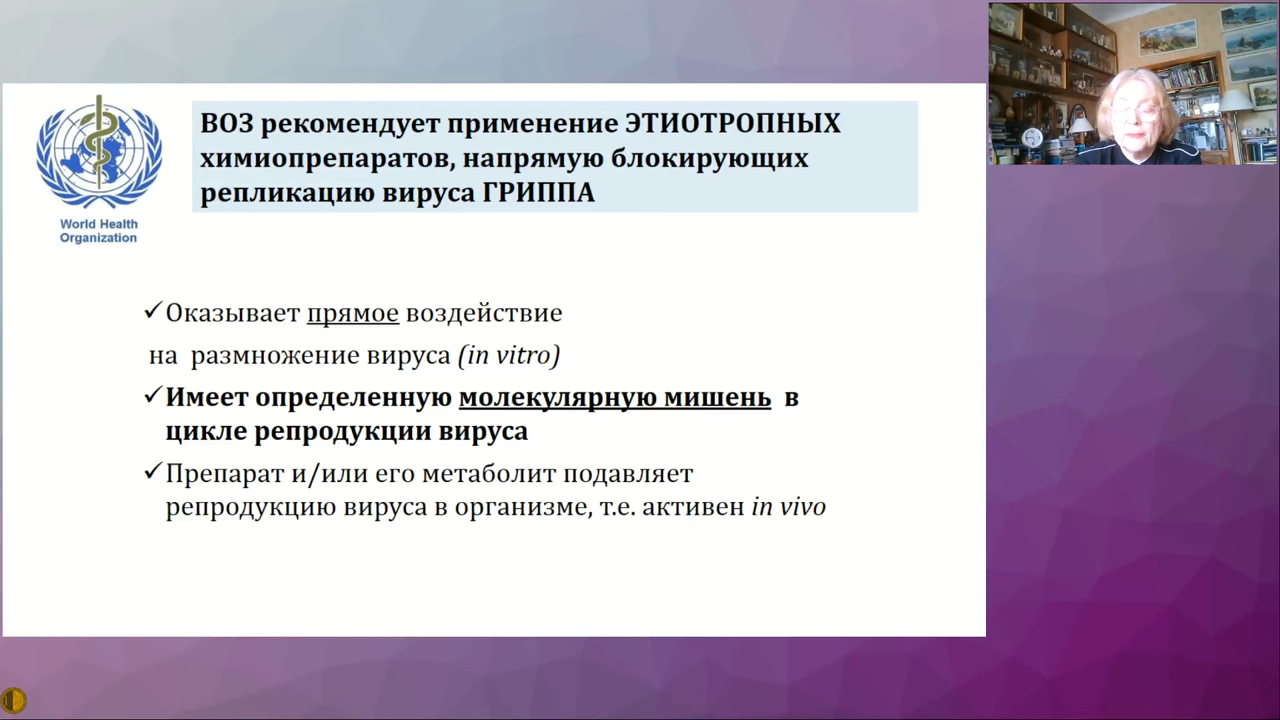 ВОЗ рекомендует применение ЭТИОТРОПНЫХ
химиопрепаратов, напрямую блокирующих
репликацию вируса ГРИППА
World Health
Organization
✓Оказывает прямое воздействие
на размножение вируса (in vitro)
✓Имеет определенную молекулярную мишень в
цикле репродукции вируса
✓Препарат и/или его метаболит подавляет
репродукцию вируса в организме, т.е. активен in vivo